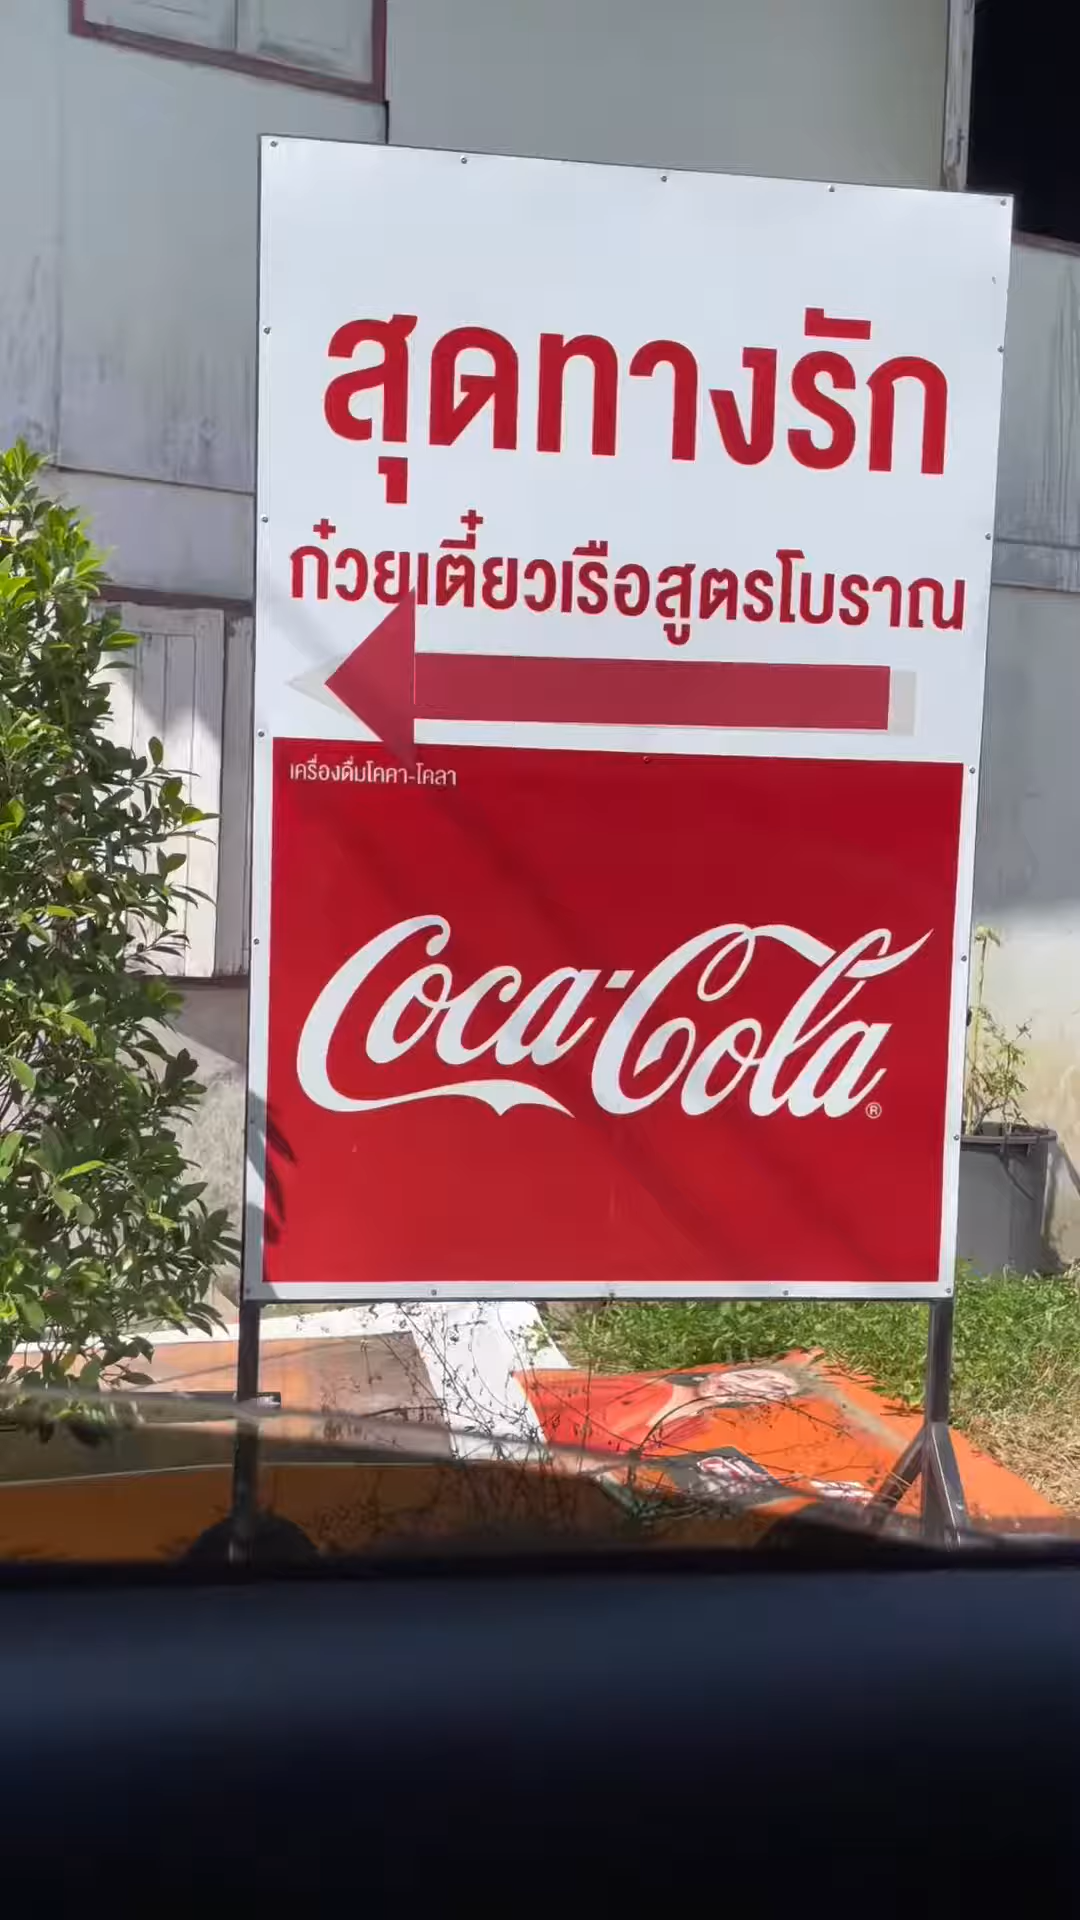 สุดทางรัก
ก๋วยเตี๋ยวเรือสูตรโบราณ
เครื่องดื่มโคคา-โคลา
Coca-Cola®